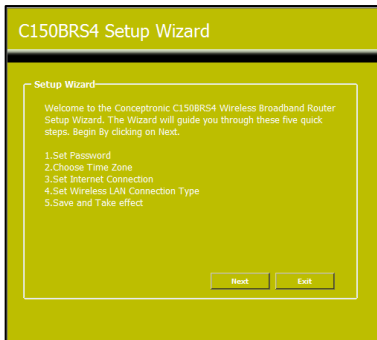 C150BRS4 Setup Wizard
Setup Wizard
Welcome to the Conceptronic C150BRS4 Wireless Broadband Router
Setup Wizard. The Wizard will guide you through these five quick
steps. Begin By clicking on Next.
1.Set Password
2.Choose Time Zone
3.Set Internet Connection
4.Set Wireless LAN Connection Type
5.Save and Take effect
Next
Exit